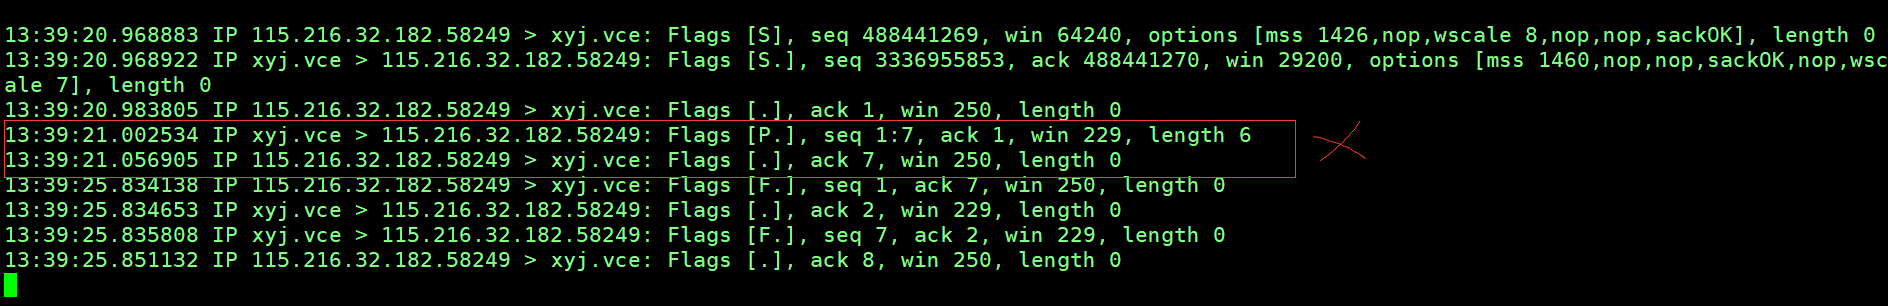 13:39:20.968883 IP 115.216.32.182.58249 > xyj.vce: Flags [S], seq 488441269, win 64240, options [mss 1426,nop,wscale 8,nop,nop,sackOK], length 0
13:39:20.968922 IP xyj.vce > 115.216.32.182.58249: Flags [S.], seq 3336955853, ack 488441270, win 29200, options [mss 1460,nop,nop,sackOK,nop,wsc
ale 7], length 0
13:39:20.983805 IP 115.216.32.182.58249 > xyj.vce: Flags [.], ack 1, win 250, length 0
13:39:21.002534 IP xyj.vce > 115.216.32.182.58249: Flags [P.], seq 1:7, ack 1, win 229, length 6
13:39:21.056905 IP 115.216.32.182.58249 > xyj.vce: Flags [.], ack 7, win 250, length 0
13:39:25.834138 IP 115.216.32.182.58249 > xyj.vce: Flags [F.], seq 1, ack 7, win 250, length 0
13:39:25.834653 IP xyj.vce > 115.216.32.182.58249: Flags [.], ack 2, win 229, length 0
13:39:25.835808 IP xyj.vce > 115.216.32.182.58249: Flags [F.], seq 7, ack 2, win 229, length 0
13:39:25.851132 IP 115.216.32.182.58249 > xyj.vce: Flags [.], ack 8, win 250, length 0